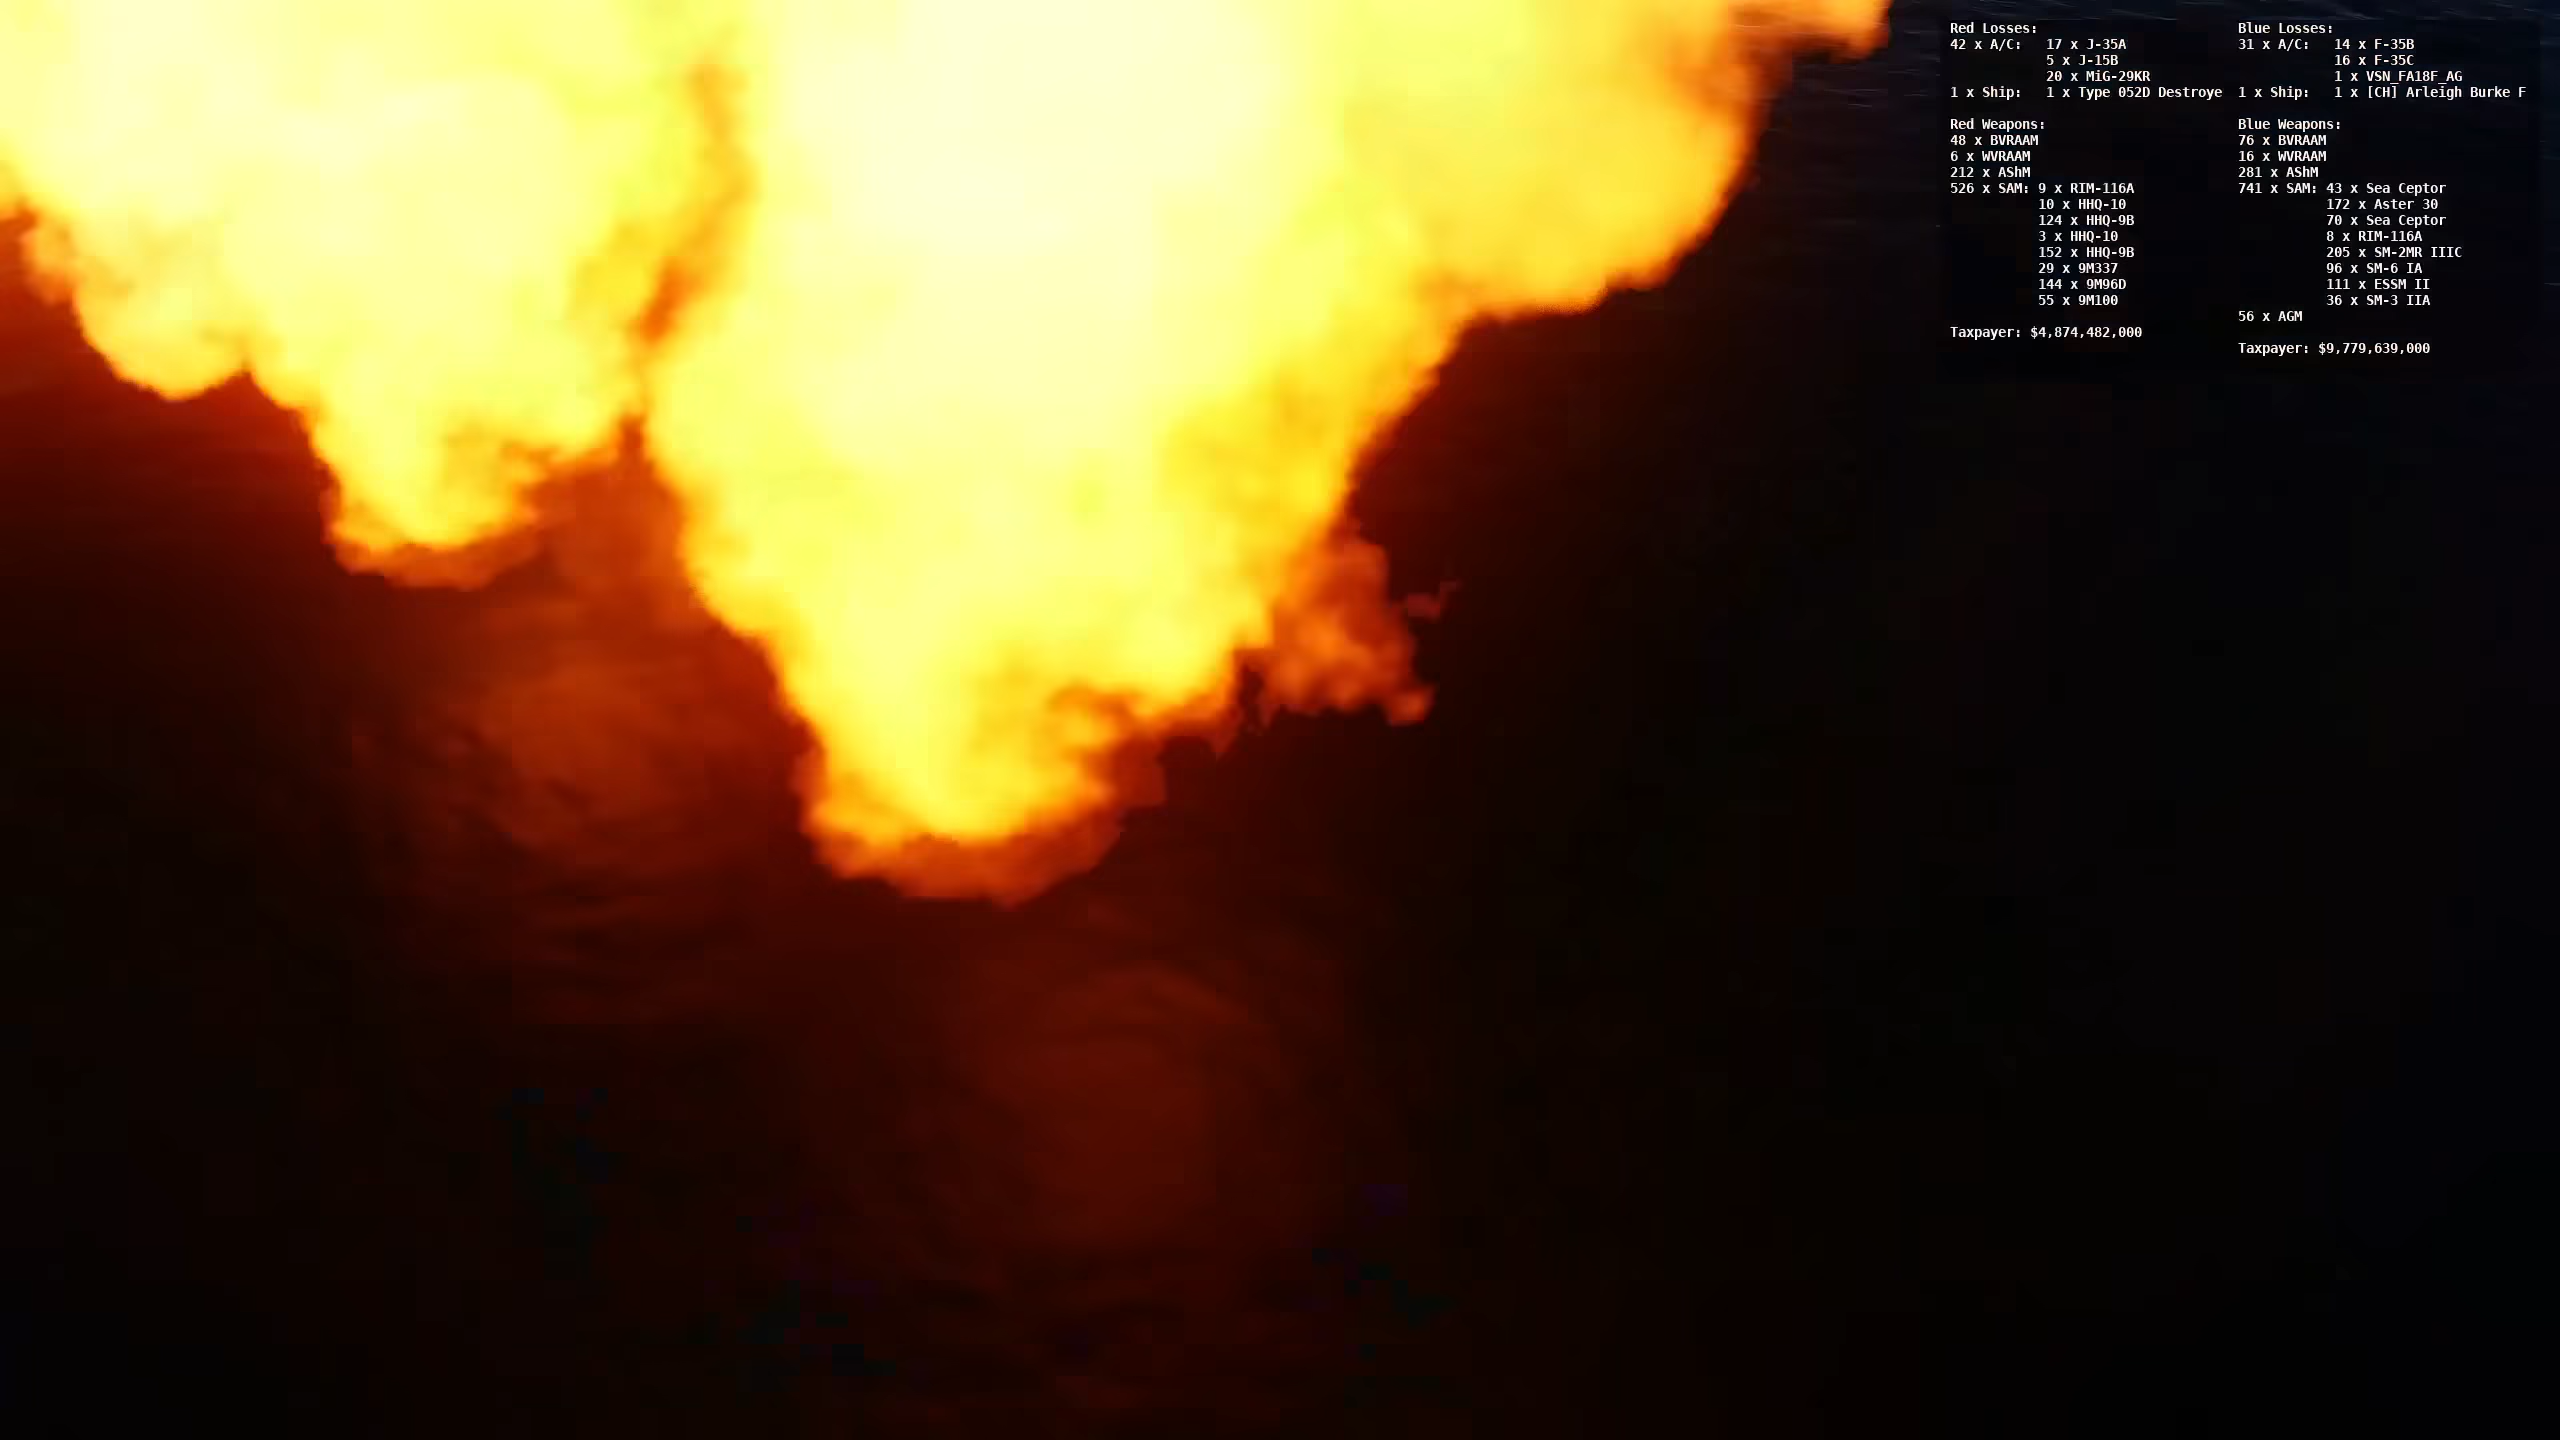 Red Losses:
42 x A/C: 17 x J-35A
5 x J-15B
20 x MiG-29KR
1 x Ship: 1 x Type 052D Destroye
Red Weapons:
48 x BVRAAM
6 x WVRAAM
212 x AShM
526 x SAM: 9 x RIM-116A
10 x HHQ-10
124 x HHQ-9B
3 x HHQ-10
152 x HHQ-9B
29 x 9M337
144 x 9M96D
55 x 9M100
Taxpayer: $4,874,482,000
Blue Losses:
31 x A/C: 14 x F-35B
16 x F-35C
1 x VSN_FA18F_AG
1 x Ship: 1 x [CH] Arleigh Burke F
Blue Weapons:
76 x BVRAAM
16 x WVRAAM
281 x AShM
741 x SAM: 43 x Sea Ceptor
172 x Aster 30
70 x Sea Ceptor
8 x RIM-116A
205 x SM-2MR IIIC
96 x SM-6 IA
111 x ESSM II
36 x SM-3 IIA
56 x AGM
Taxpayer: $9,779,639,000